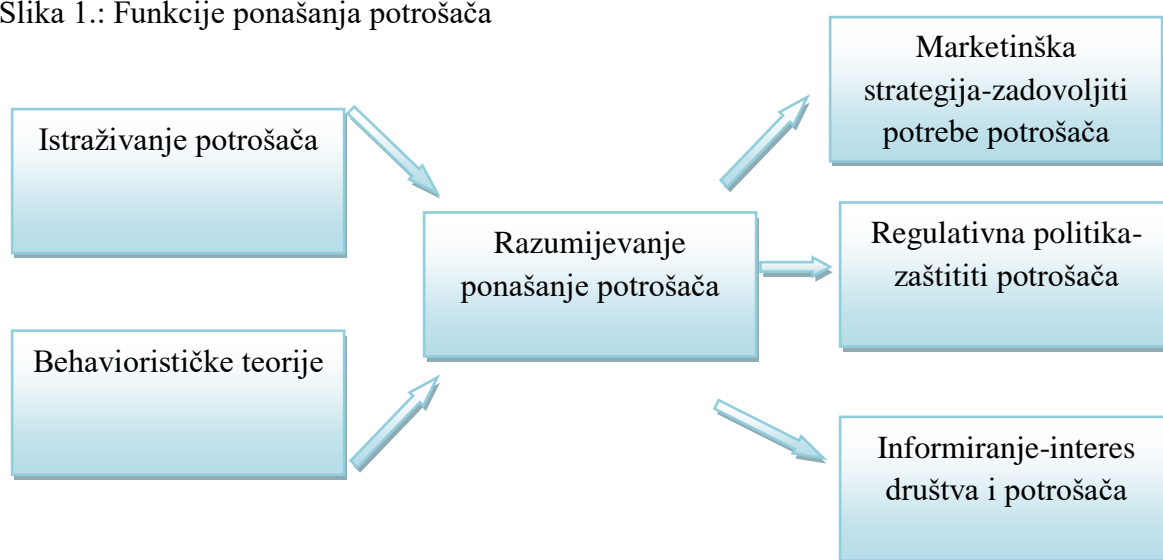 Slika 1.: Funkcije ponašanja potrošača
Istraživanje potrošača
Behaviorističke teorije
Razumijevanje
ponašanje potrošača
Marketinška
strategija-zadovoljiti
potrebe potrošača
Regulativna politika-
zaštititi potrošača
Informiranje-interes
društva i potrošača